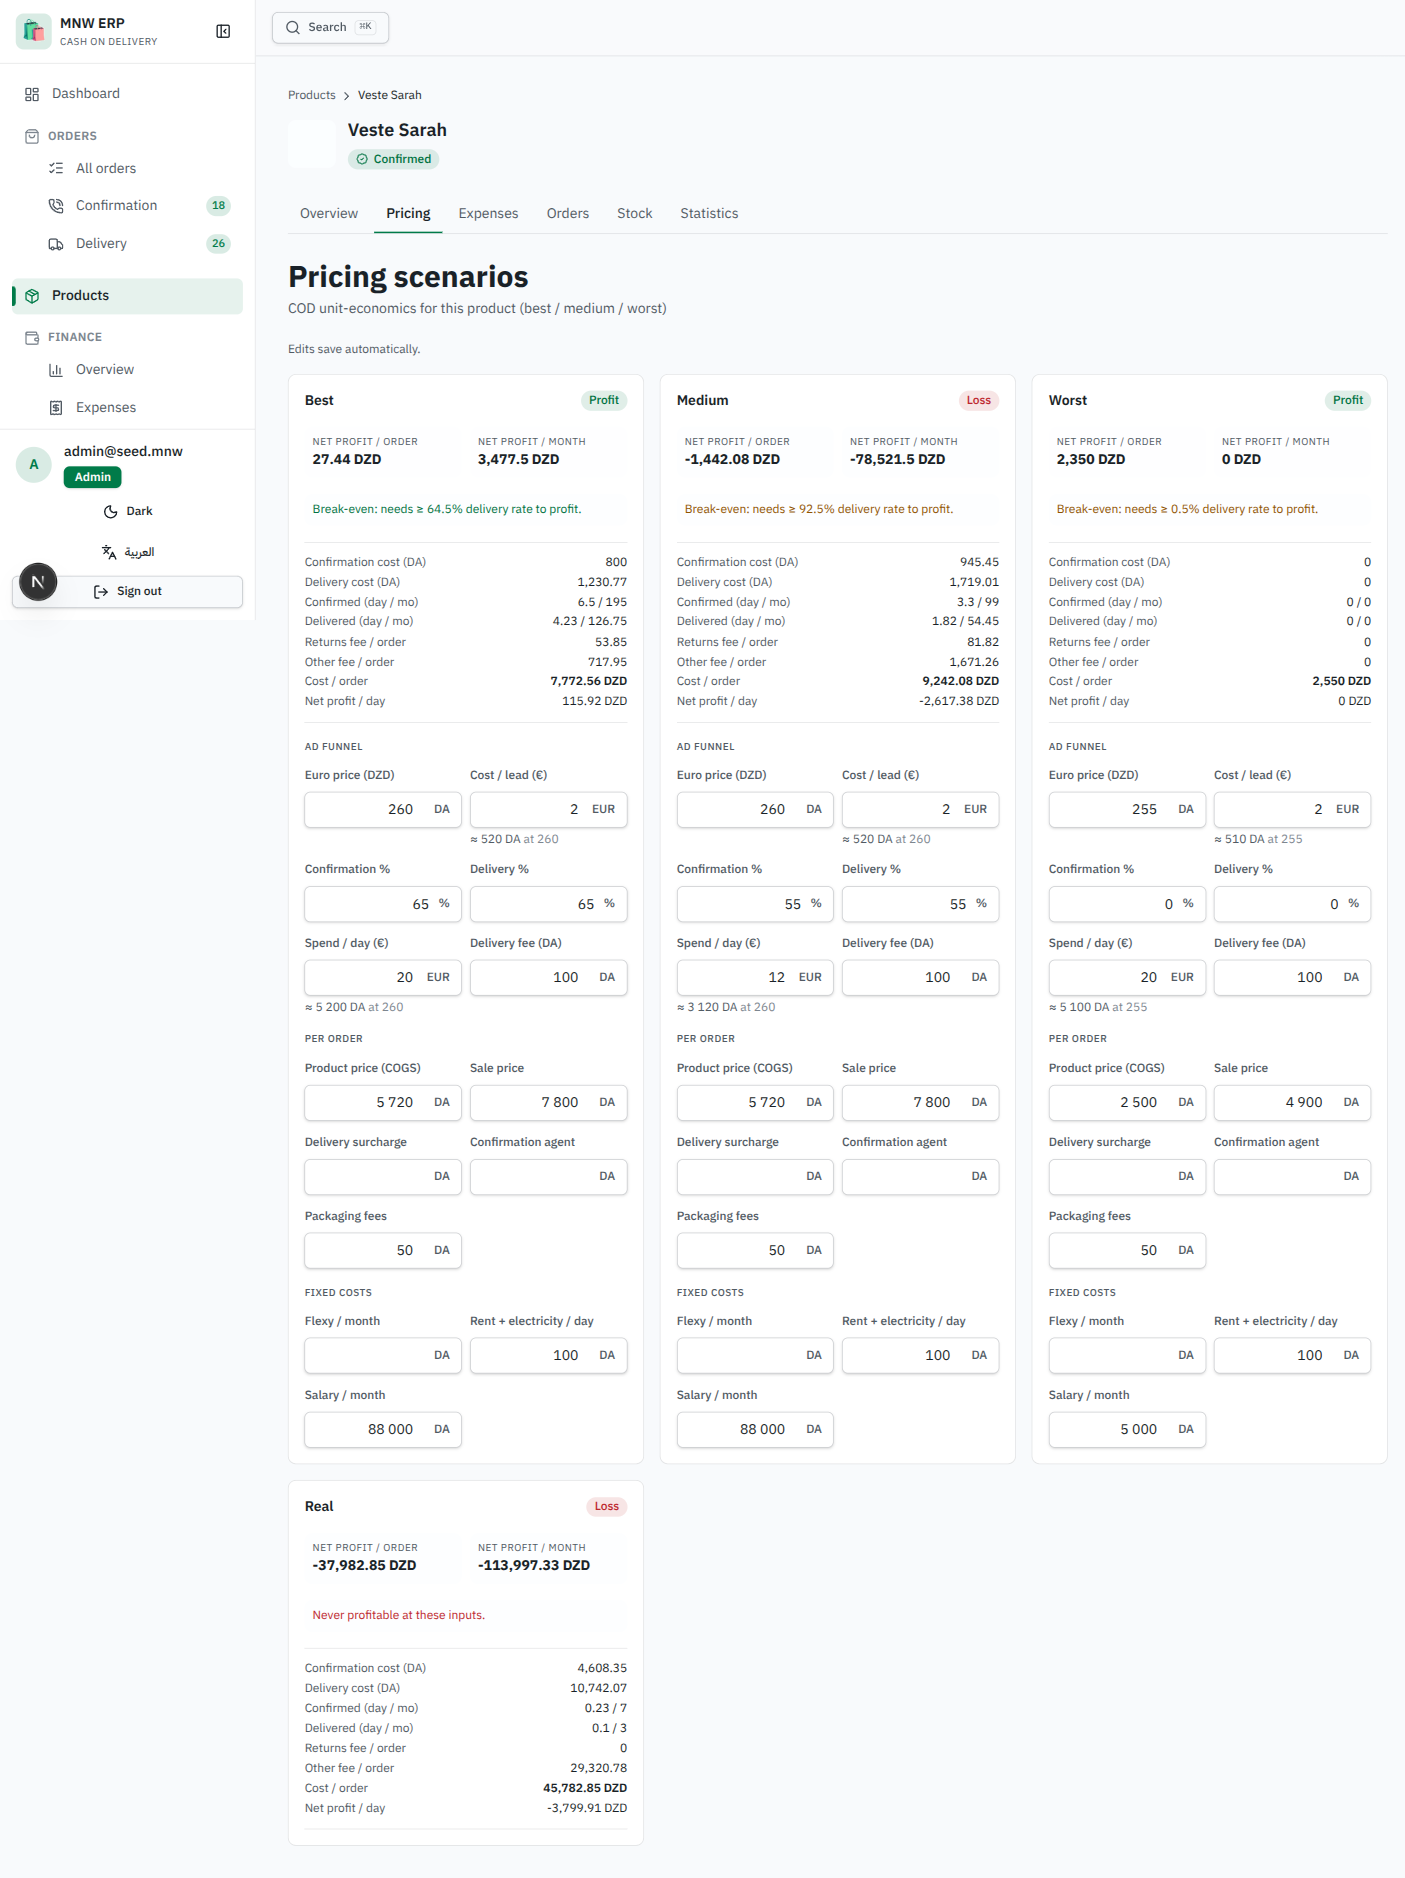 MNW ERP
CASH ON DELIVERY
Search ⌘K
Dashboard
ORDERS
All orders
Confirmation 18
Delivery 26
Products
FINANCE
Overview
Expenses
A
admin@seed.mnw
Admin
Dark
العربية
N
Sign out
Products > Veste Sarah
Veste Sarah
Confirmed
Overview Pricing Expenses Orders Stock Statistics
Pricing scenarios
COD unit-economics for this product (best / medium / worst)
Edits save automatically.
Best Profit
NET PROFIT / ORDER NET PROFIT / MONTH
27.44 DZD 3,477.5 DZD
Break-even: needs ≥ 64.5% delivery rate to profit.
Confirmation cost (DA) 800
Delivery cost (DA) 1,230.77
Confirmed (day / mo) 6.5 / 195
Delivered (day / mo) 4.23 / 126.75
Returns fee / order 53.85
Other fee / order 717.95
Cost / order 7,772.56 DZD
Net profit / day 115.92 DZD
AD FUNNEL
Euro price (DZD) Cost / lead (€)
260 DA 2 EUR
≈ 520 DA at 260
Confirmation % Delivery %
65 % 65 %
Spend / day (€) Delivery fee (DA)
20 EUR 100 DA
≈ 5 200 DA at 260
PER ORDER
Product price (COGS) Sale price
5 720 DA 7 800 DA
Delivery surcharge Confirmation agent
DA DA
Packaging fees
50 DA
FIXED COSTS
Flexy / month Rent + electricity / day
DA 100 DA
Salary / month
88 000 DA
Medium Loss
NET PROFIT / ORDER NET PROFIT / MONTH
-1,442.08 DZD -78,521.5 DZD
Break-even: needs ≥ 92.5% delivery rate to profit.
Confirmation cost (DA) 945.45
Delivery cost (DA) 1,719.01
Confirmed (day / mo) 3.3 / 99
Delivered (day / mo) 1.82 / 54.45
Returns fee / order 81.82
Other fee / order 1,671.26
Cost / order 9,242.08 DZD
Net profit / day -2,617.38 DZD
AD FUNNEL
Euro price (DZD) Cost / lead (€)
260 DA 2 EUR
≈ 520 DA at 260
Confirmation % Delivery %
55 % 55 %
Spend / day (€) Delivery fee (DA)
12 EUR 100 DA
≈ 3 120 DA at 260
PER ORDER
Product price (COGS) Sale price
5 720 DA 7 800 DA
Delivery surcharge Confirmation agent
DA DA
Packaging fees
50 DA
FIXED COSTS
Flexy / month Rent + electricity / day
DA 100 DA
Salary / month
88 000 DA
Worst Profit
NET PROFIT / ORDER NET PROFIT / MONTH
2,350 DZD 0 DZD
Break-even: needs ≥ 0.5% delivery rate to profit.
Confirmation cost (DA) 0
Delivery cost (DA) 0
Confirmed (day / mo) 0 / 0
Delivered (day / mo) 0 / 0
Returns fee / order 0
Other fee / order 0
Cost / order 2,550 DZD
Net profit / day 0 DZD
AD FUNNEL
Euro price (DZD) Cost / lead (€)
255 DA 2 EUR
≈ 510 DA at 255
Confirmation % Delivery %
0 % 0 %
Spend / day (€) Delivery fee (DA)
20 EUR 100 DA
≈ 5 100 DA at 255
PER ORDER
Product price (COGS) Sale price
2 500 DA 4 900 DA
Delivery surcharge Confirmation agent
DA DA
Packaging fees
50 DA
FIXED COSTS
Flexy / month Rent + electricity / day
DA 100 DA
Salary / month
5 000 DA
Real Loss
NET PROFIT / ORDER NET PROFIT / MONTH
-37,982.85 DZD -113,997.33 DZD
Never profitable at these inputs.
Confirmation cost (DA) 4,608.35
Delivery cost (DA) 10,742.07
Confirmed (day / mo) 0.23 / 7
Delivered (day / mo) 0.1 / 3
Returns fee / order 0
Other fee / order 29,320.78
Cost / order 45,782.85 DZD
Net profit / day -3,799.91 DZD